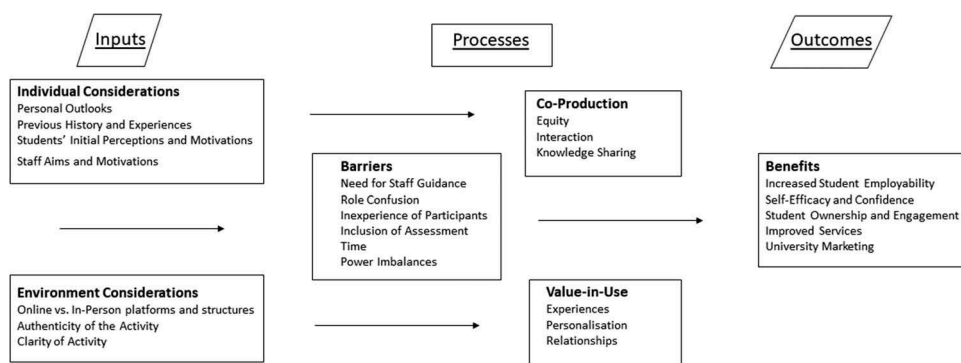 Inputs
Processes
Outcomes
Individual Considerations
Personal Outlooks
Previous History and Experiences
Students' Initial Perceptions and Motivations
Staff Aims and Motivations
Environment Considerations
Online vs. In-Person platforms and structures
Authenticity of the Activity
Clarity of Activity
Barriers
Need for Staff Guidance
Role Confusion
Inexperience of Participants
Inclusion of Assessment
Time
Power Imbalances
Co-Production
Equity
Interaction
Knowledge Sharing
Value-in-Use
Experiences
Personalisation
Relationships
Benefits
Increased Student Employability
Self-Efficacy and Confidence
Student Ownership and Engagement
Improved Services
University Marketing